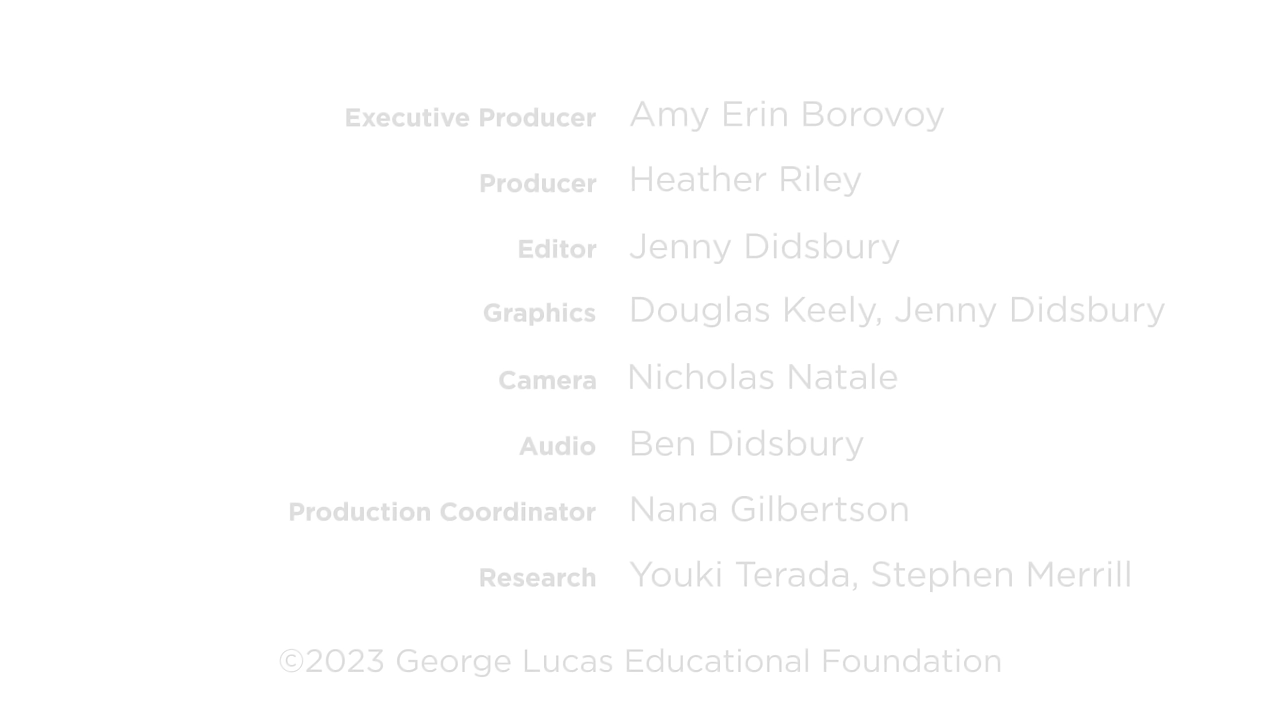 Executive Producer Amy Erin Borovoy
Producer Heather Riley
Editor Jenny Didsbury
Graphics Douglas Keely, Jenny Didsbury
Camera Nicholas Natale
Audio Ben Didsbury
Production Coordinator Nana Gilbertson
Research Youki Terada, Stephen Merrill
©2023 George Lucas Educational Foundation